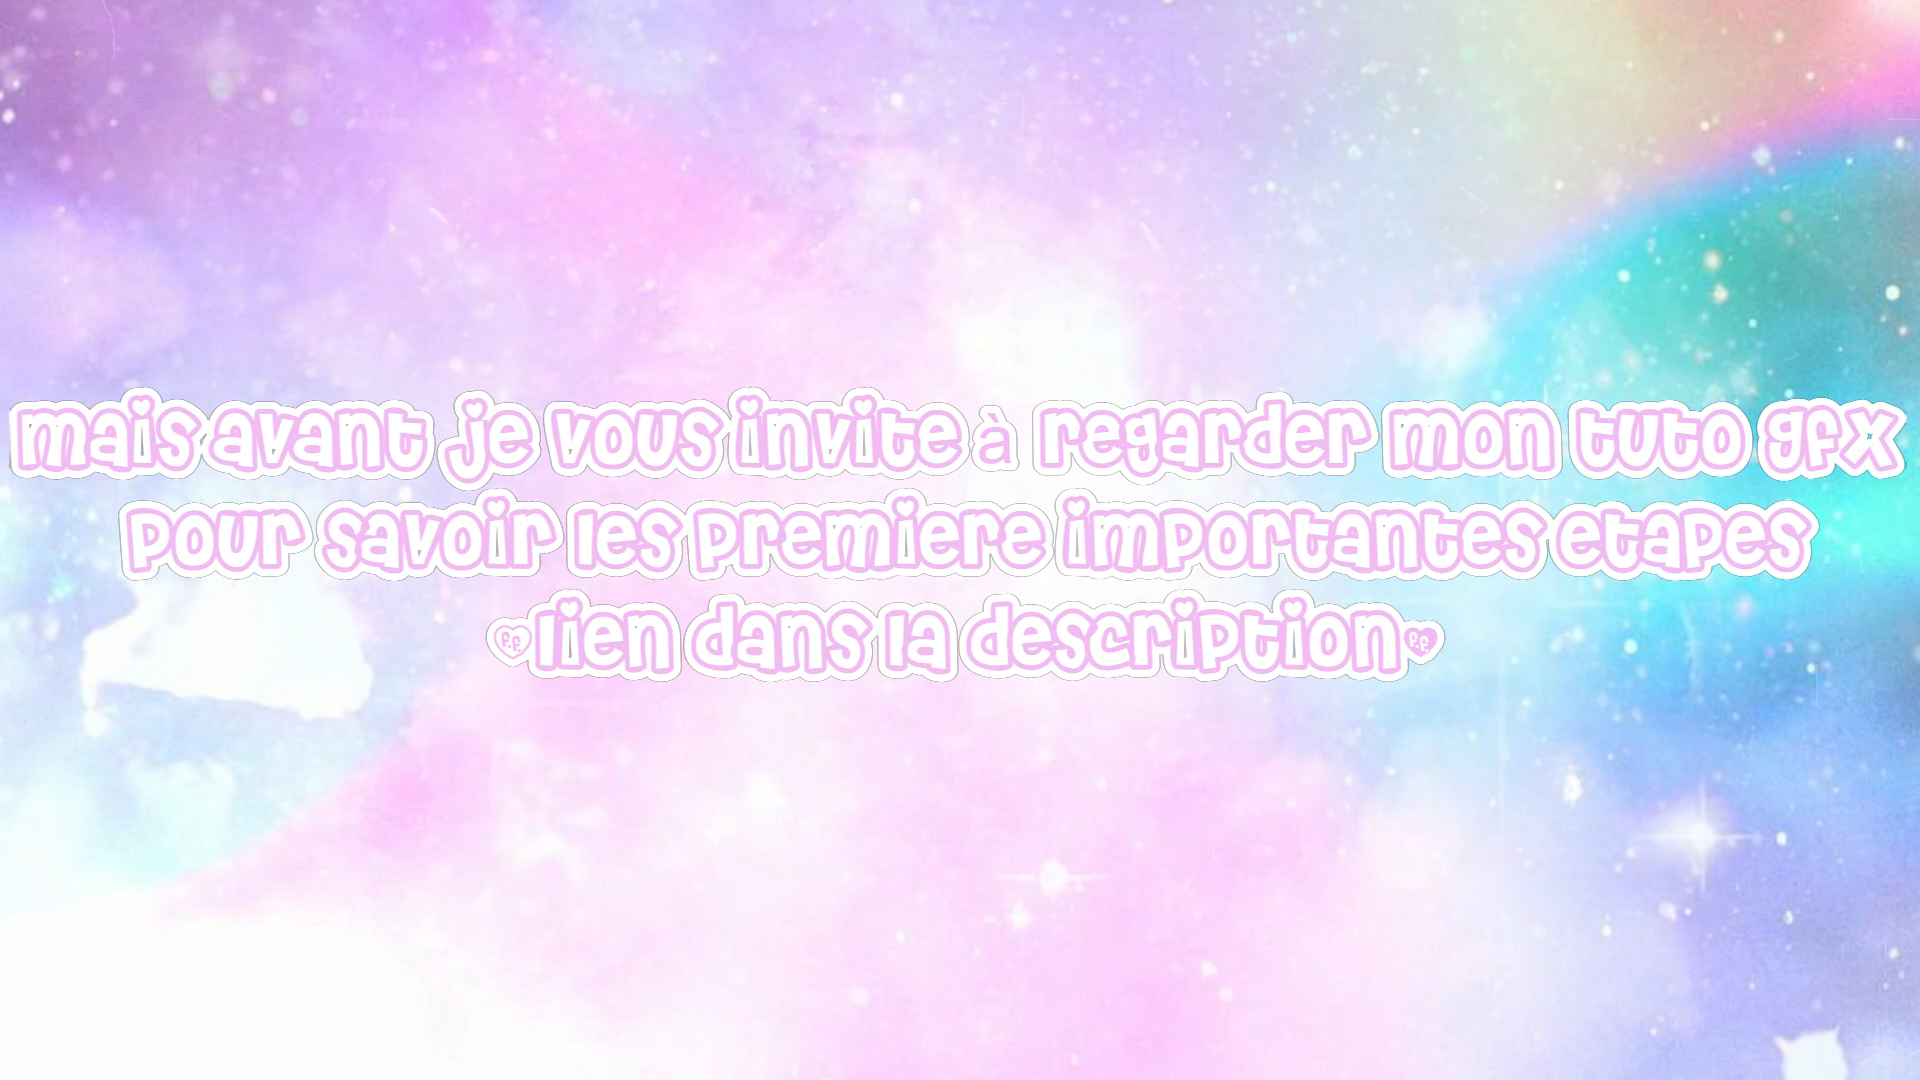 mais avant je vous invite à regarder mon tuto gfx
pour savoir les premiere importantes etapes
lien dans la description